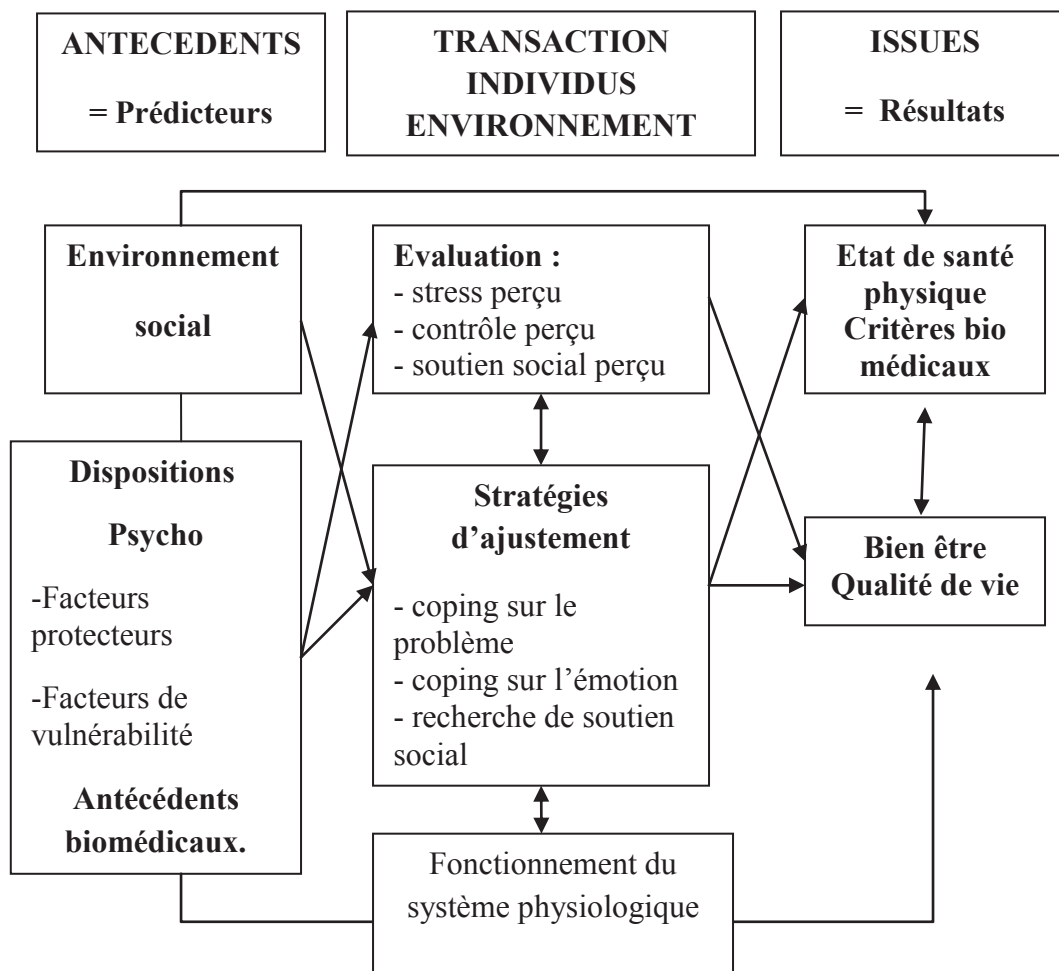 ANTECEDENTS
= Prédicteurs
TRANSACTION
INDIVIDUS
ENVIRONNEMENT
ISSUES
= Résultats
Environnement
social
Evaluation :
- stress perçu
- contrôle perçu
- soutien social perçu
Etat de santé
physique
Critères bio
médicaux
Dispositions
Psycho
-Facteurs
protecteurs
-Facteurs de
vulnérabilité
Antécédents
biomédicaux.
Stratégies
d’ajustement
- coping sur le
problème
- coping sur l’émotion
- recherche de soutien
social
Bien être
Qualité de vie
Fonctionnement du
système physiologique